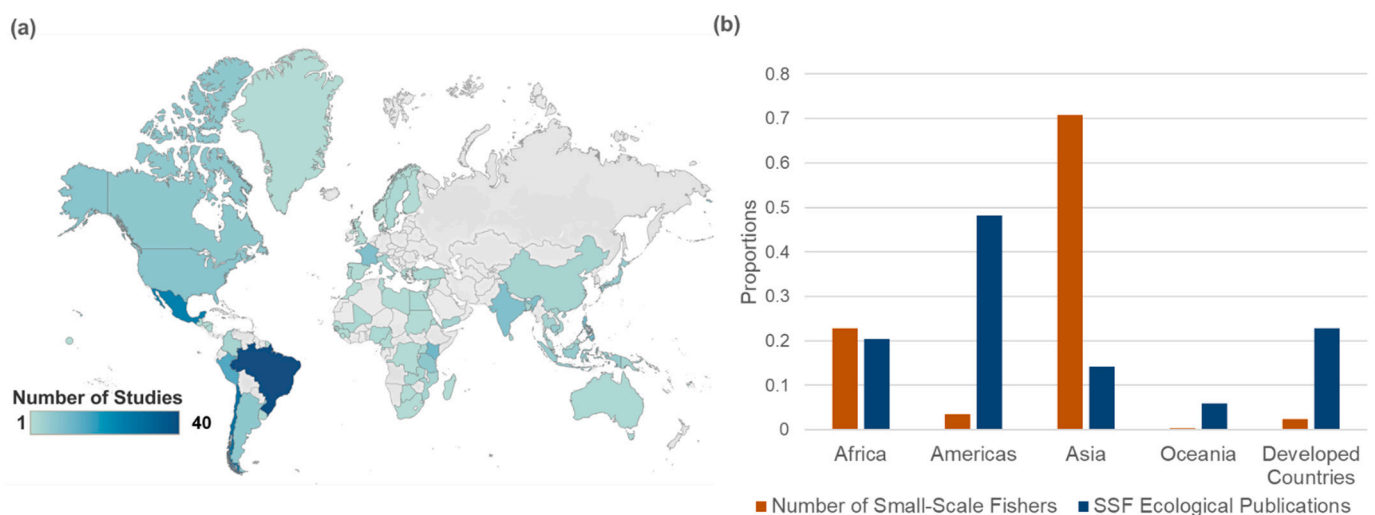 (a)
Number of Studies
1 40
(b)
Proportions
0.8
0.7
0.6
0.5
0.4
0.3
0.2
0.1
0
Africa Americas Asia Oceania Developed
Countries
Number of Small-Scale Fishers SSF Ecological Publications